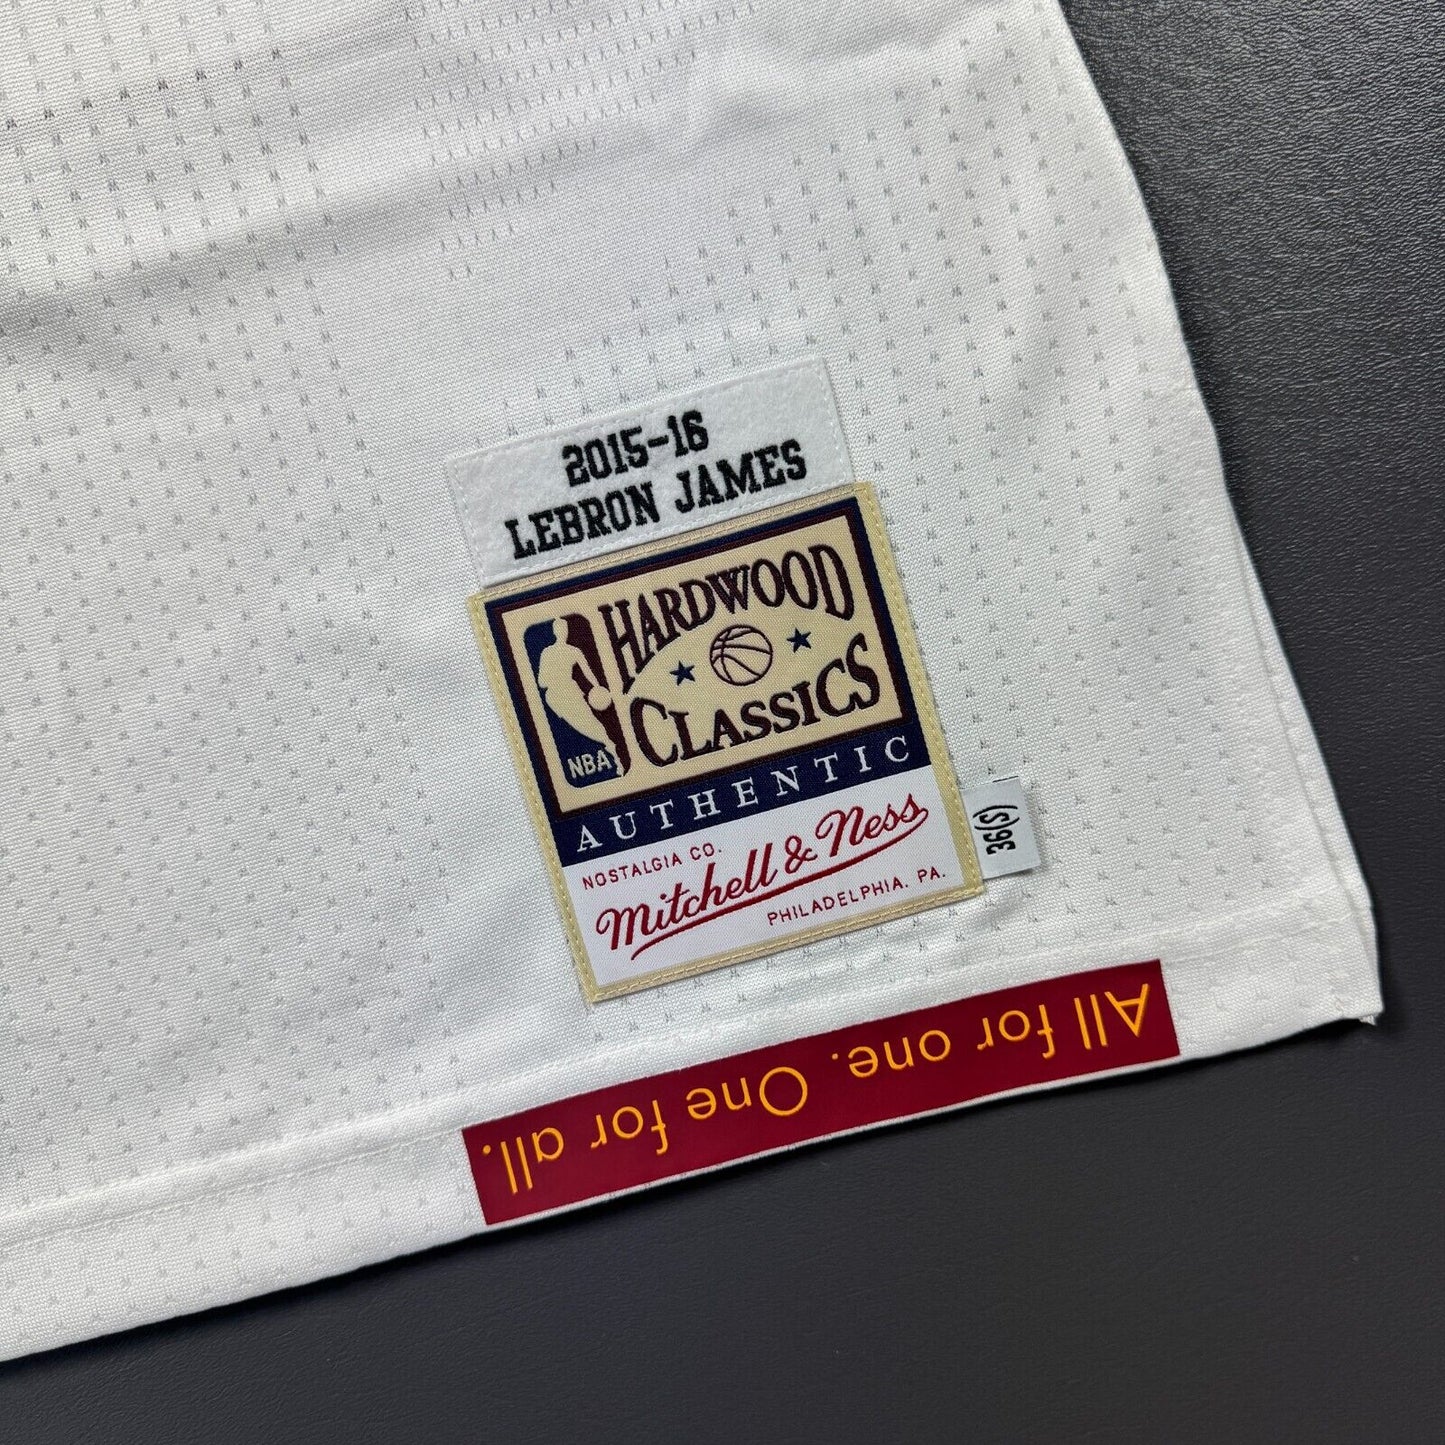 2015-16
LEBRON JAMES
HARDWOOD
CLASSICS
NBA
AUTHENTIC
NOSTALGIA CO.
Mitchell & Ness
PHILADELPHIA, PA.
36(S)
All for one. One for all.